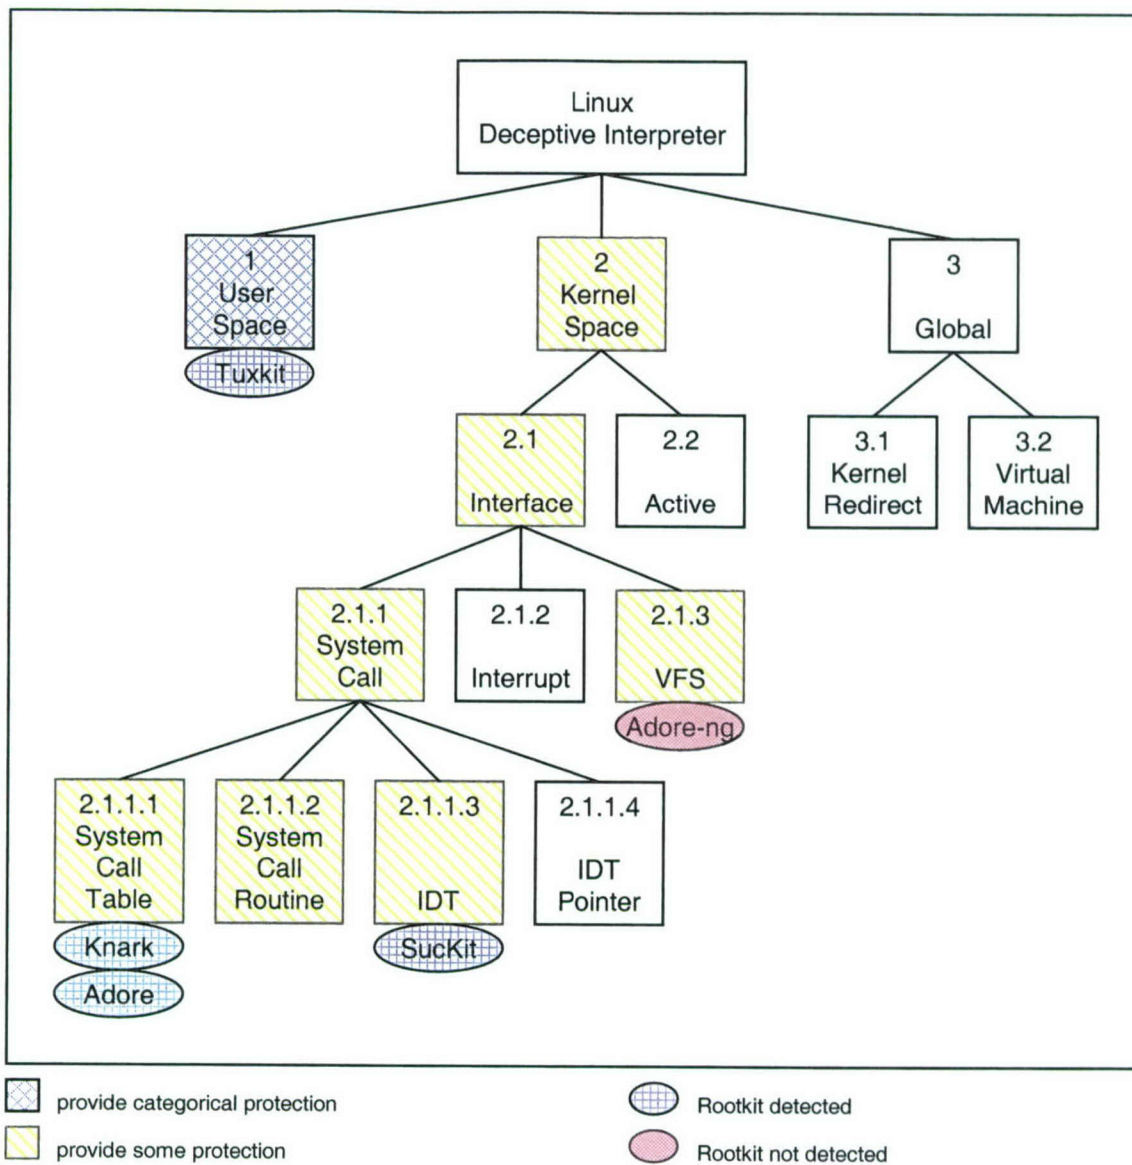 Linux
Deceptive Interpreter
1
User
Space
Tuxkit
2
Kernel
Space
3
Global
2.1
Interface
2.2
Active
3.1
Kernel
Redirect
3.2
Virtual
Machine
2.1.1
System
Call
2.1.2
Interrupt
2.1.3
VFS
Adore-ng
2.1.1.1
System
Call
Table
Knark
Adore
2.1.1.2
System
Call
Routine
2.1.1.3
IDT
SucKit
2.1.1.4
IDT
Pointer
provide categorical protection
provide some protection
Rootkit detected
Rootkit not detected